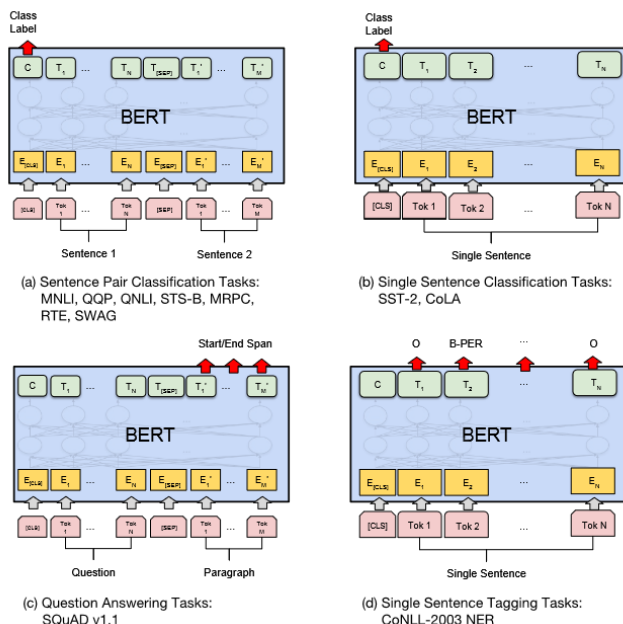 Class
Label
C T1 ... TN T[SEP] T1' ... TM'
BERT
E[CLS] E1 ... EN E[SEP] E1' ... EM'
[CLS] Tok 1 ... Tok N [SEP] Tok 1 ... Tok M
Sentence 1 Sentence 2
(a) Sentence Pair Classification Tasks:
MNLI, QQP, QNLI, STS-B, MRPC,
RTE, SWAG
Class
Label
C T1 T2 ... TN
BERT
E[CLS] E1 E2 EN
[CLS] Tok 1 Tok 2 ... Tok N
Single Sentence
(b) Single Sentence Classification Tasks:
SST-2, CoLA
Start/End Span
C T1 ... TN T[SEP] T1' ... TM'
BERT
E[CLS] E1 ... EN E[SEP] E1' ... EM'
[CLS] Tok 1 ... Tok N [SEP] Tok 1 ... Tok M
Question Paragraph
(c) Question Answering Tasks:
SQuAD v1.1
O B-PER ... O
C T1 T2 ... TN
BERT
E[CLS] E1 E2 EN
[CLS] Tok 1 Tok 2 ... Tok N
Single Sentence
(d) Single Sentence Tagging Tasks:
CoNLL-2003 NER